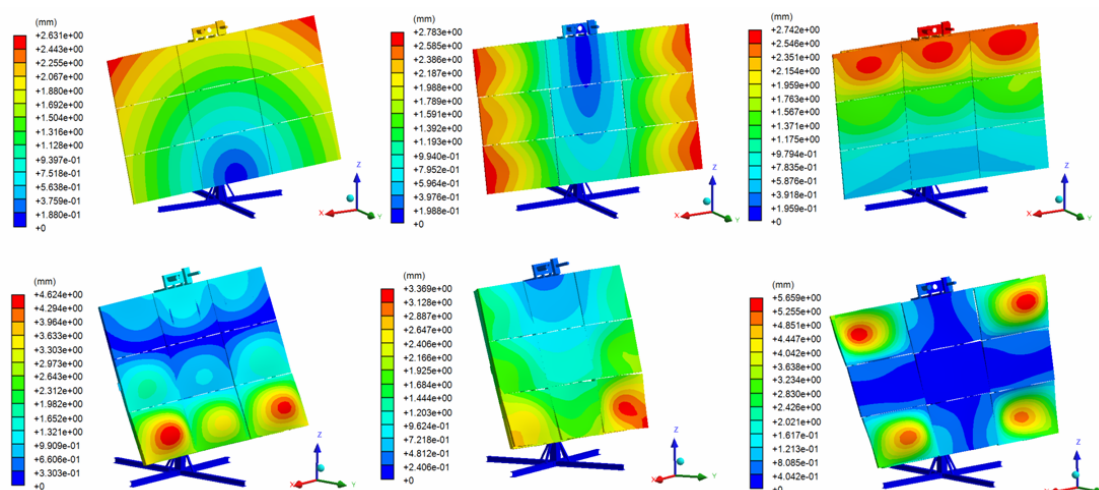 (mm)
+2.631e+00
+2.443e+00
+2.255e+00
+2.067e+00
+1.880e+00
+1.692e+00
+1.504e+00
+1.316e+00
+1.128e+00
+9.397e-01
+7.518e-01
+5.638e-01
+3.759e-01
+1.880e-01
+0
Z
X
Y
(mm)
+2.783e+00
+2.585e+00
+2.386e+00
+2.187e+00
+1.988e+00
+1.789e+00
+1.591e+00
+1.392e+00
+1.193e+00
+9.940e-01
+7.952e-01
+5.964e-01
+3.976e-01
+1.988e-01
+0
Z
X
Y
(mm)
+2.742e+00
+2.546e+00
+2.351e+00
+2.154e+00
+1.959e+00
+1.763e+00
+1.567e+00
+1.371e+00
+1.175e+00
+9.794e-01
+7.835e-01
+5.876e-01
+3.918e-01
+1.959e-01
+0
Z
X
Y
(mm)
+4.624e+00
+4.294e+00
+3.964e+00
+3.633e+00
+3.303e+00
+2.973e+00
+2.643e+00
+2.312e+00
+1.982e+00
+1.652e+00
+1.321e+00
+9.909e-01
+6.606e-01
+3.303e-01
+0
Z
X
Y
(mm)
+3.369e+00
+3.128e+00
+2.887e+00
+2.647e+00
+2.406e+00
+2.166e+00
+1.925e+00
+1.684e+00
+1.444e+00
+1.203e+00
+9.624e-01
+7.218e-01
+4.812e-01
+2.406e-01
+0
Z
X
Y
(mm)
+5.659e+00
+5.255e+00
+4.851e+00
+4.447e+00
+4.042e+00
+3.638e+00
+3.234e+00
+2.830e+00
+2.426e+00
+2.021e+00
+1.617e-01
+1.213e-01
+8.085e-01
+4.042e-01
+0
Z
X
Y